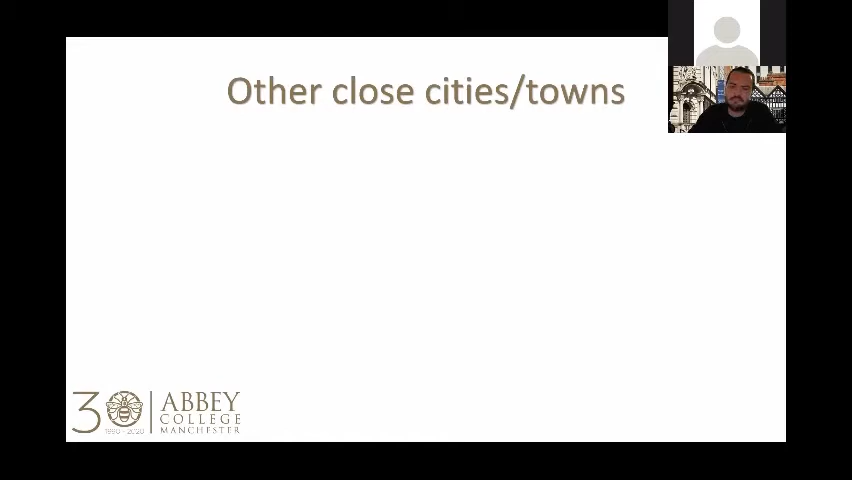 Other close cities/towns
30
1990 - 2020
ABBEY
COLLEGE
MANCHESTER